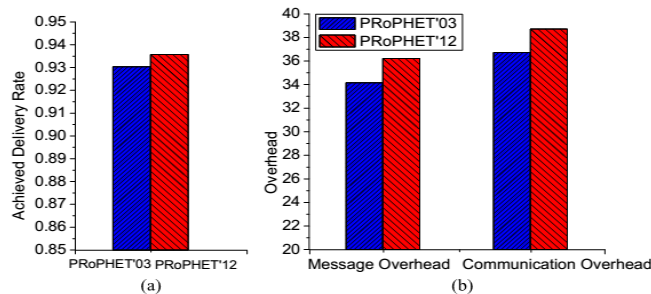 0.95
0.94
0.93
0.92
0.91
0.90
0.89
0.88
0.87
0.86
0.85
Achieved Delivery Rate
PRoPHET'03 PRoPHET'12
(a)
40
38
36
34
32
30
28
26
24
22
20
Overhead
PRoPHET'03
PRoPHET'12
Message Overhead Communication Overhead
(b)